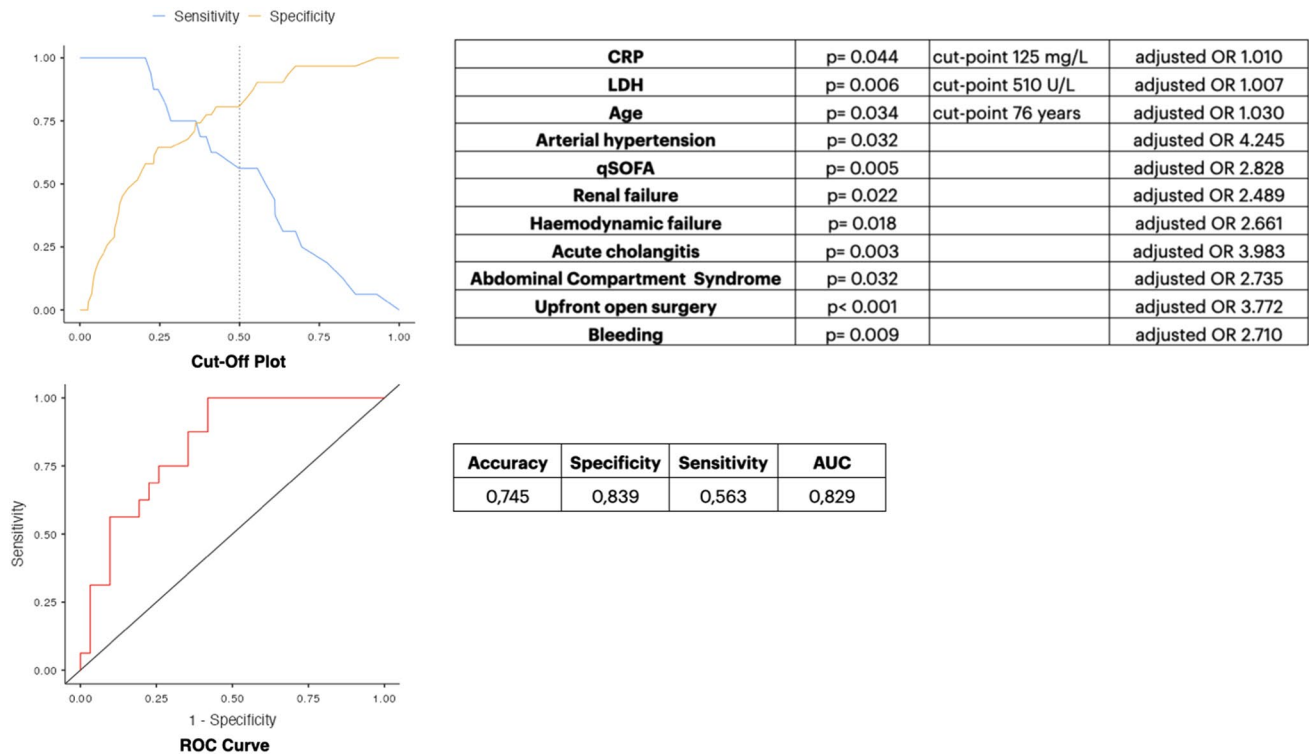 Sensitivity Specificity
1.00
0.75
0.50
0.25
0.00
0.00 0.25 0.50 0.75 1.00
Cut-Off Plot
CRP p= 0.044 cut-point 125 mg/L adjusted OR 1.010
LDH p= 0.006 cut-point 510 U/L adjusted OR 1.007
Age p= 0.034 cut-point 76 years adjusted OR 1.030
Arterial hypertension p= 0.032 adjusted OR 4.245
qSOFA p= 0.005 adjusted OR 2.828
Renal failure p= 0.022 adjusted OR 2.489
Haemodynamic failure p= 0.018 adjusted OR 2.661
Acute cholangitis p= 0.003 adjusted OR 3.983
Abdominal Compartment Syndrome p= 0.032 adjusted OR 2.735
Upfront open surgery p< 0.001 adjusted OR 3.772
Bleeding p= 0.009 adjusted OR 2.710
Sensitivity
1.00
0.75
0.50
0.25
0.00
0.00 0.25 0.50 0.75 1.00
1 - Specificity
ROC Curve
Accuracy Specificity Sensitivity AUC
0,745 0,839 0,563 0,829